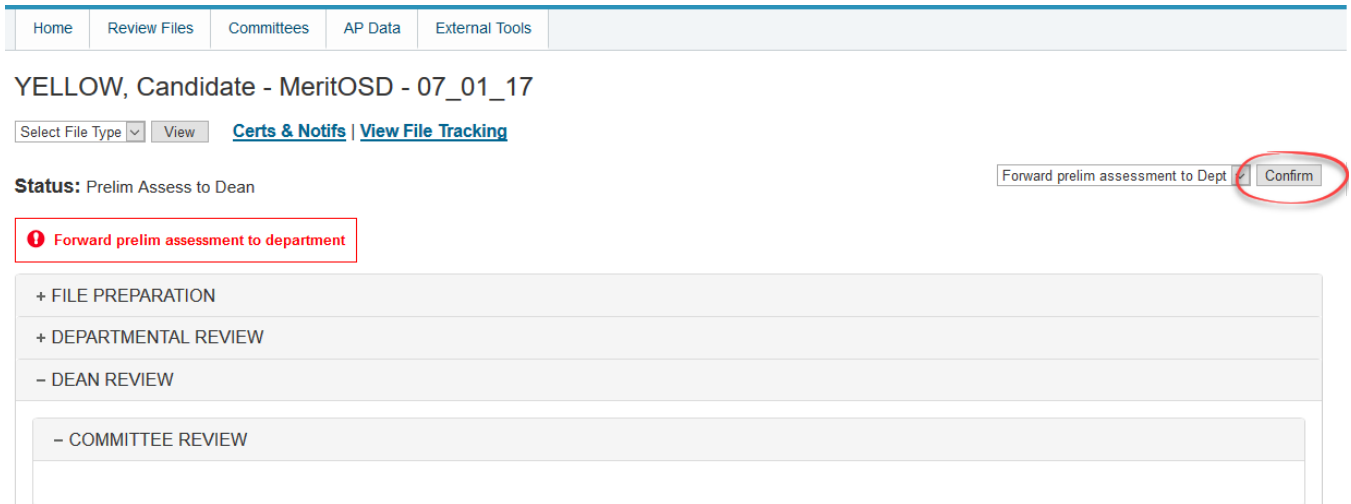 Home Review Files Committees AP Data External Tools
YELLOW, Candidate - MeritOSD - 07_01_17
Select File Type View Certs & Notifs | View File Tracking
Forward prelim assessment to Dept Confirm
Status: Prelim Assess to Dean
Forward prelim assessment to department
+ FILE PREPARATION
+ DEPARTMENTAL REVIEW
– DEAN REVIEW
– COMMITTEE REVIEW